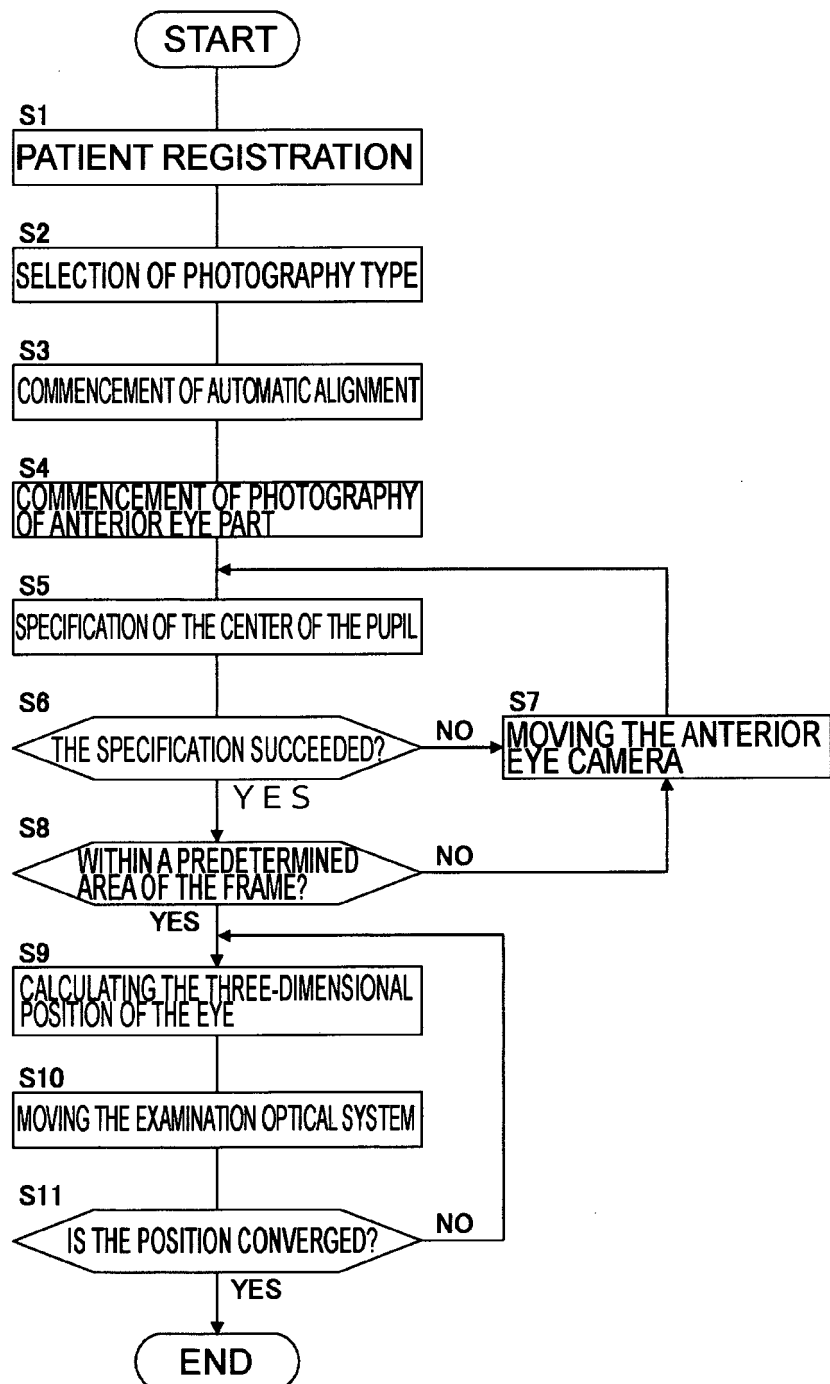 START
S1
PATIENT REGISTRATION
S2
SELECTION OF PHOTOGRAPHY TYPE
S3
COMMENCEMENT OF AUTOMATIC ALIGNMENT
S4
COMMENCEMENT OF PHOTOGRAPHY
OF ANTERIOR EYE PART
S5
SPECIFICATION OF THE CENTER OF THE PUPIL
S6
THE SPECIFICATION SUCCEEDED?
NO
S7
MOVING THE ANTERIOR
EYE CAMERA
YES
S8
WITHIN A PREDETERMINED
AREA OF THE FRAME?
NO
YES
S9
CALCULATING THE THREE-DIMENSIONAL
POSITION OF THE EYE
S10
MOVING THE EXAMINATION OPTICAL SYSTEM
S11
IS THE POSITION CONVERGED?
NO
YES
END